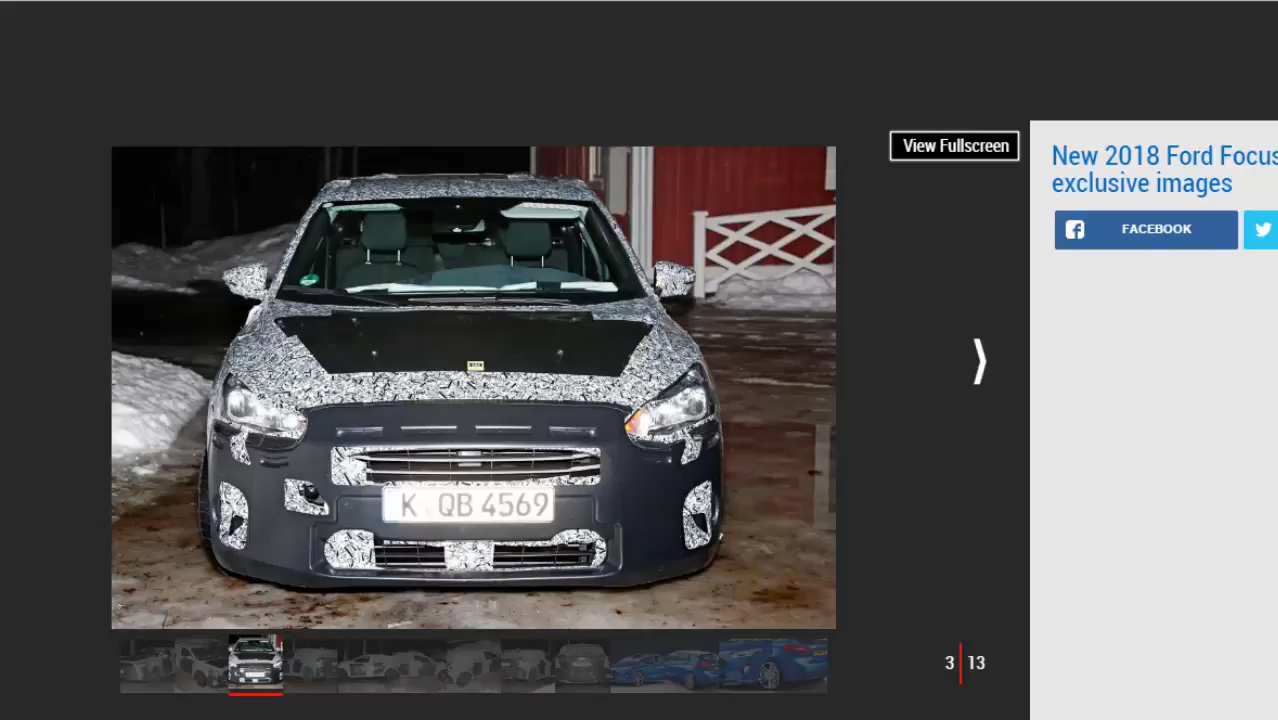 View Fullscreen
New 2018 Ford Focus
exclusive images
FACEBOOK
K QB 4569
3 13